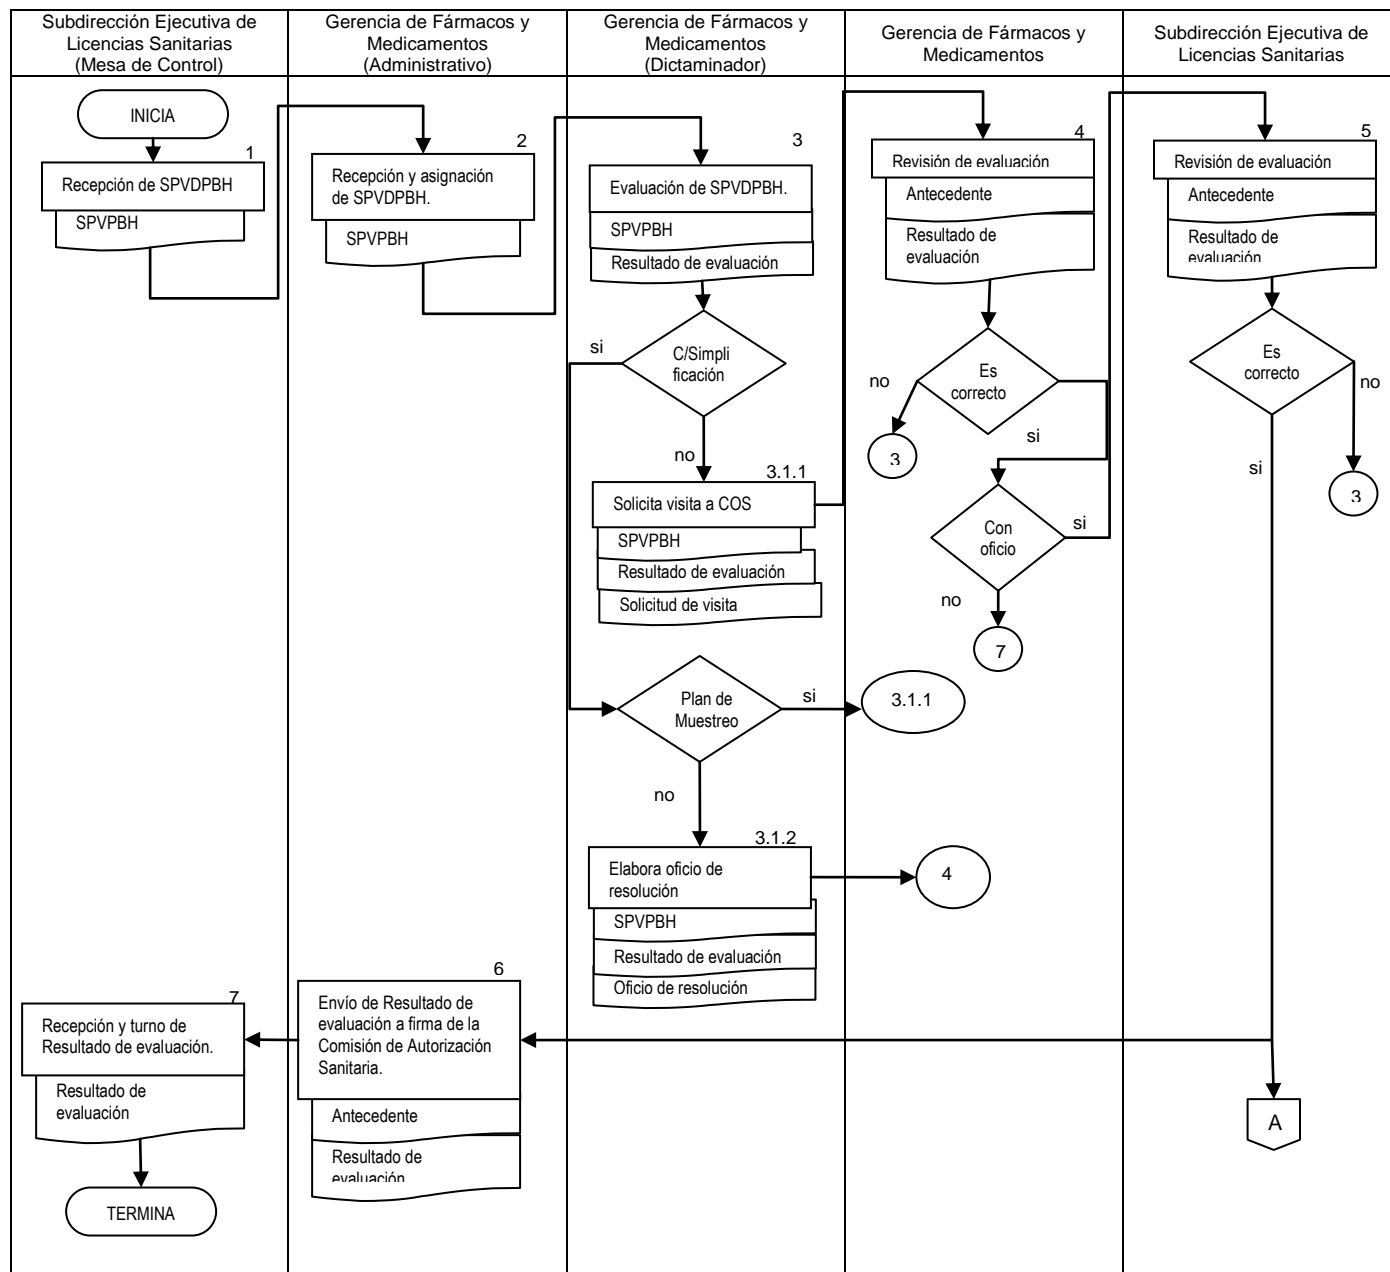 Subdirección Ejecutiva de
Licencias Sanitarias
(Mesa de Control)
Gerencia de Fármacos y
Medicamentos
(Administrativo)
Gerencia de Fármacos y
Medicamentos
(Dictaminador)
Gerencia de Fármacos y
Medicamentos
Subdirección Ejecutiva de
Licencias Sanitarias
INICIA
1
Recepción de SPVDPBH
SPVPBH
2
Recepción y asignación
de SPVDPBH.
SPVPBH
3
Evaluación de SPVDPBH.
SPVPBH
Resultado de evaluación
si
C/Simpli
ficación
no
3.1.1
Solicita visita a COS
SPVPBH
Resultado de evaluación
Solicitud de visita
Plan de
Muestreo
si
3.1.1
no
3.1.2
Elabora oficio de
resolución
4
SPVPBH
Resultado de evaluación
Oficio de resolución
4
Revisión de evaluación
Antecedente
Resultado de
evaluación
Es
correcto
no
3
si
Con
oficio
si
no
7
5
Revisión de evaluación
Antecedente
Resultado de
evaluación
Es
correcto
no
3
si
A
6
Envío de Resultado de
evaluación a firma de la
Comisión de Autorización
Sanitaria.
Antecedente
Resultado de
evaluación
7
Recepción y turno de
Resultado de evaluación.
Resultado de
evaluación
TERMINA